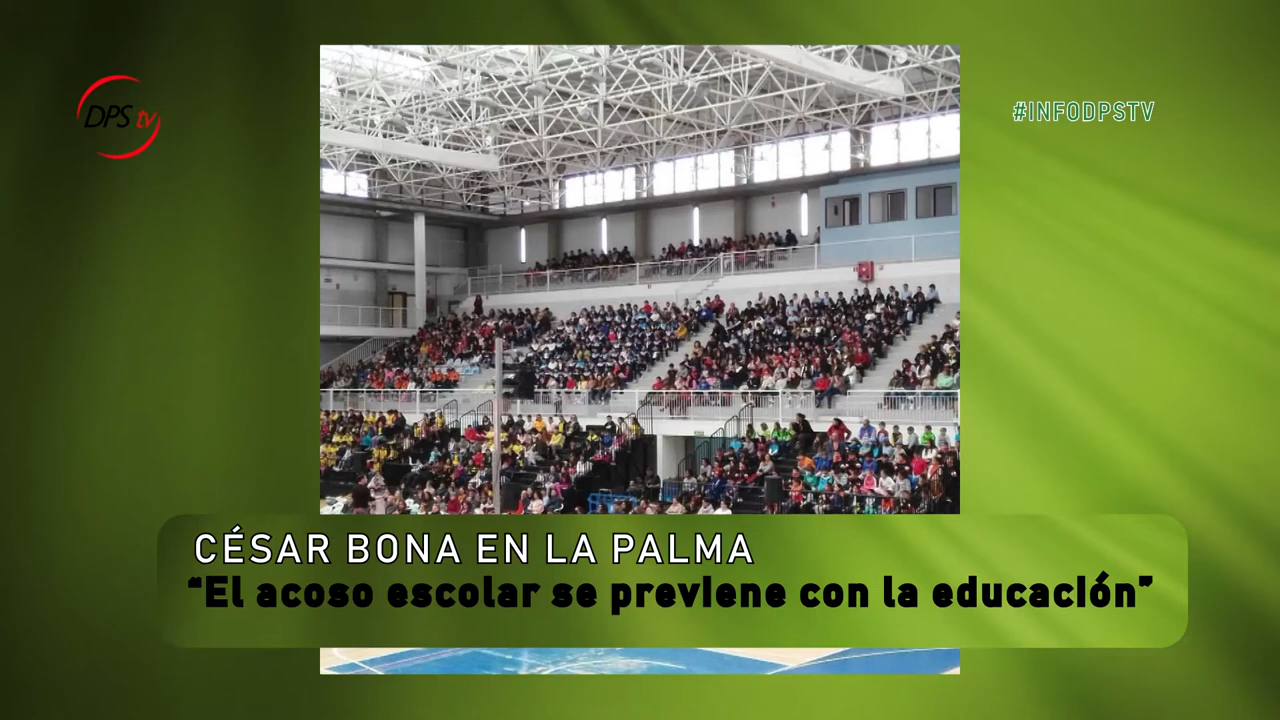 DPS tv
#INFODPSTV
CÉSAR BONA EN LA PALMA
“El acoso escolar se previene con la educación”